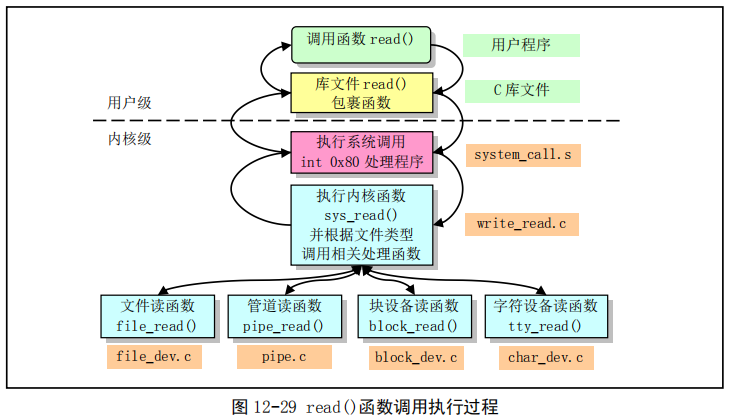 调用函数 read()
用户程序
库文件 read()
包裹函数
C 库文件
用户级
内核级
执行系统调用
int 0x80 处理程序
system_call.s
执行内核函数
sys_read()
并根据文件类型
调用相关处理函数
write_read.c
文件读函数
file_read()
管道读函数
pipe_read()
块设备读函数
block_read()
字符设备读函数
tty_read()
file_dev.c
pipe.c
block_dev.c
char_dev.c
图 12-29 read()函数调用执行过程